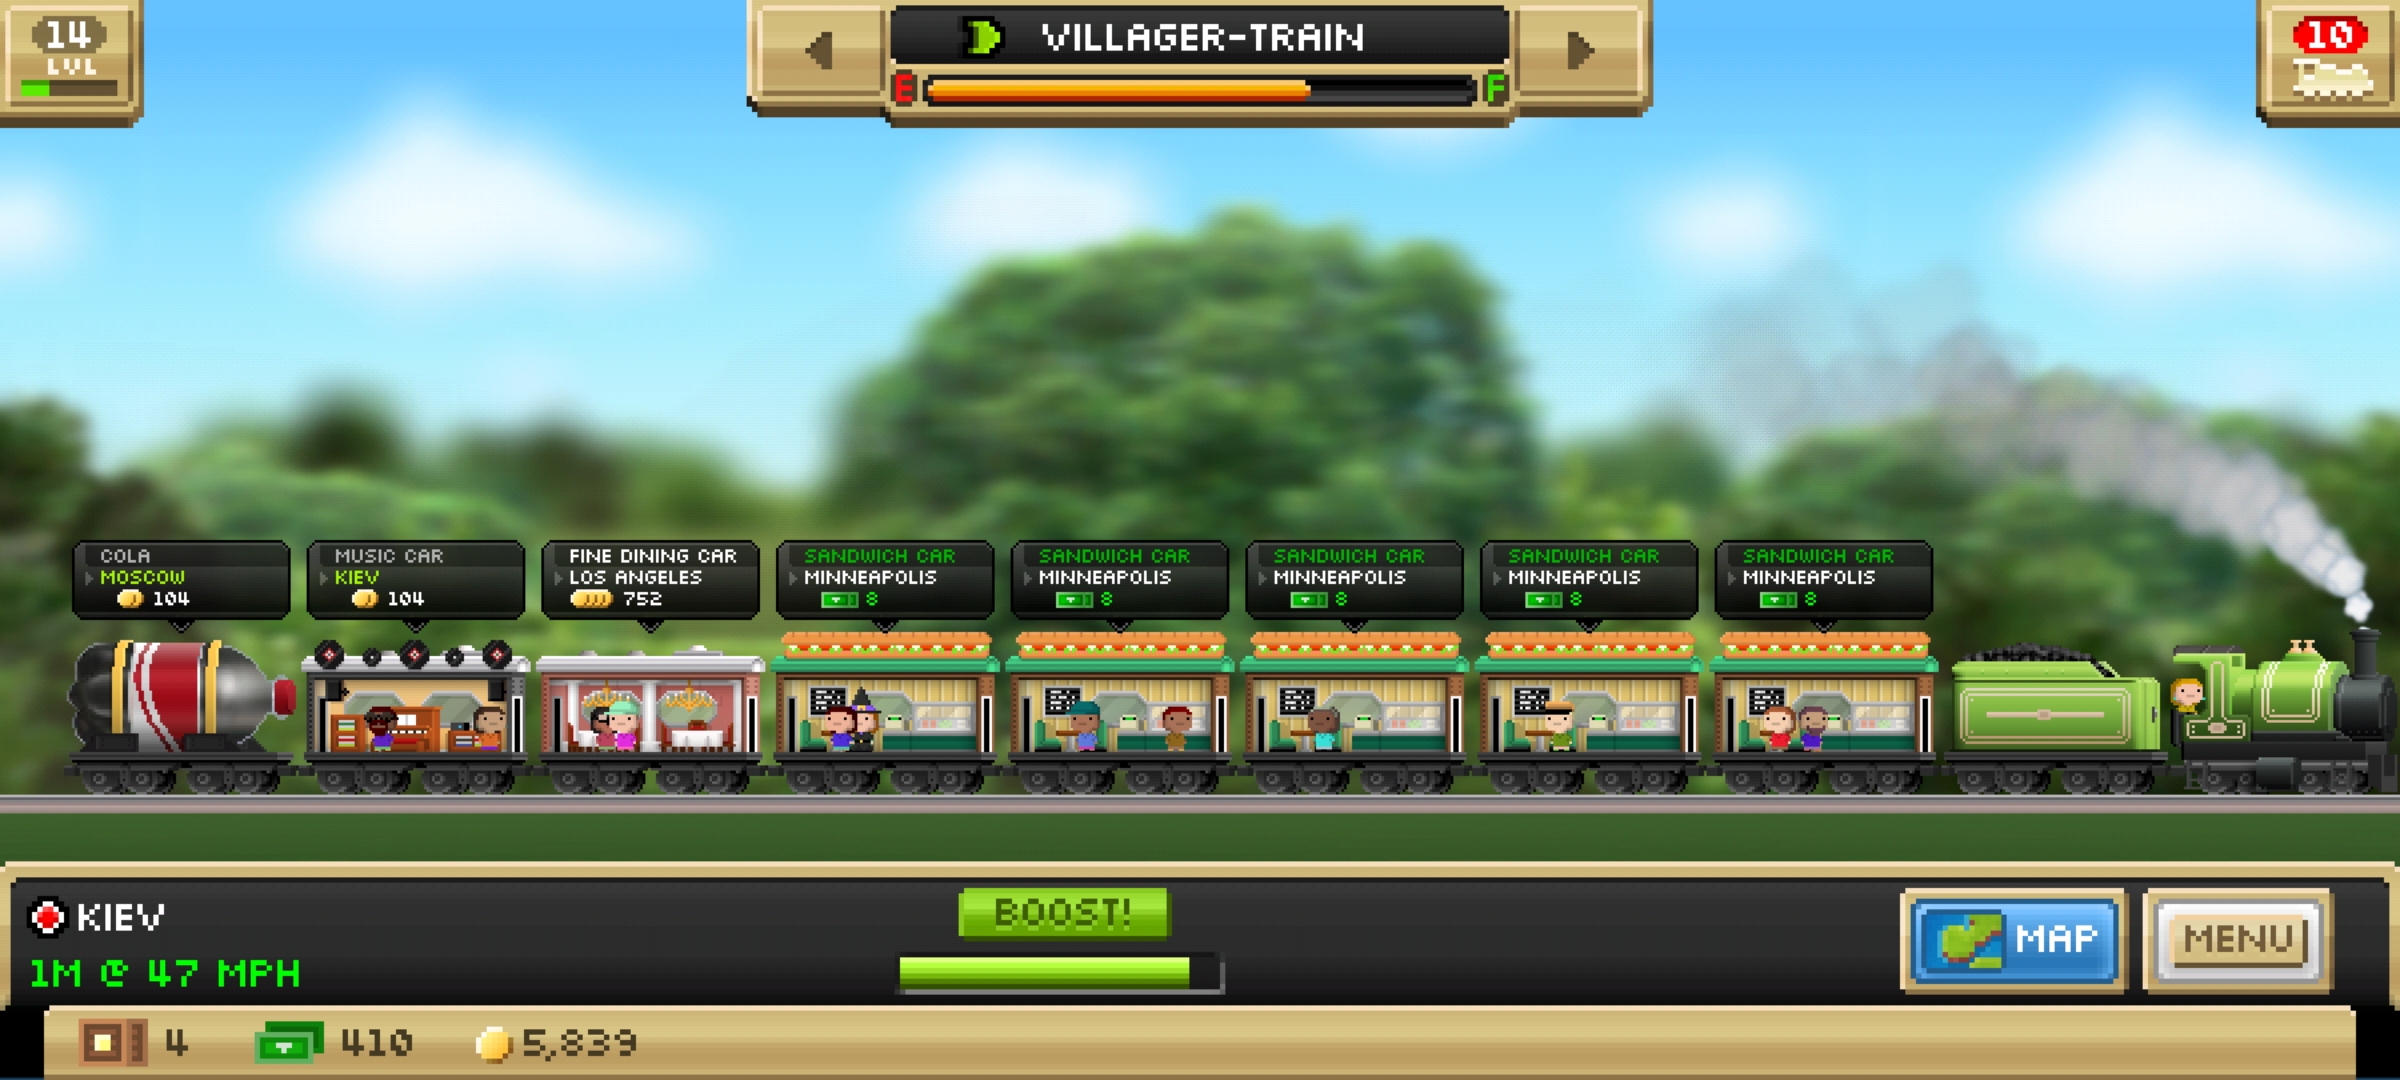 14
LVL
VILLAGER-TRAIN
E
F
10
COLA
MOSCOW
104
MUSIC CAR
KIEV
104
FINE DINING CAR
LOS ANGELES
752
SANDWICH CAR
MINNEAPOLIS
8
SANDWICH CAR
MINNEAPOLIS
8
SANDWICH CAR
MINNEAPOLIS
8
SANDWICH CAR
MINNEAPOLIS
8
SANDWICH CAR
MINNEAPOLIS
8
KIEV
1M @ 47 MPH
BOOST!
MAP
MENU
4
410
5,839